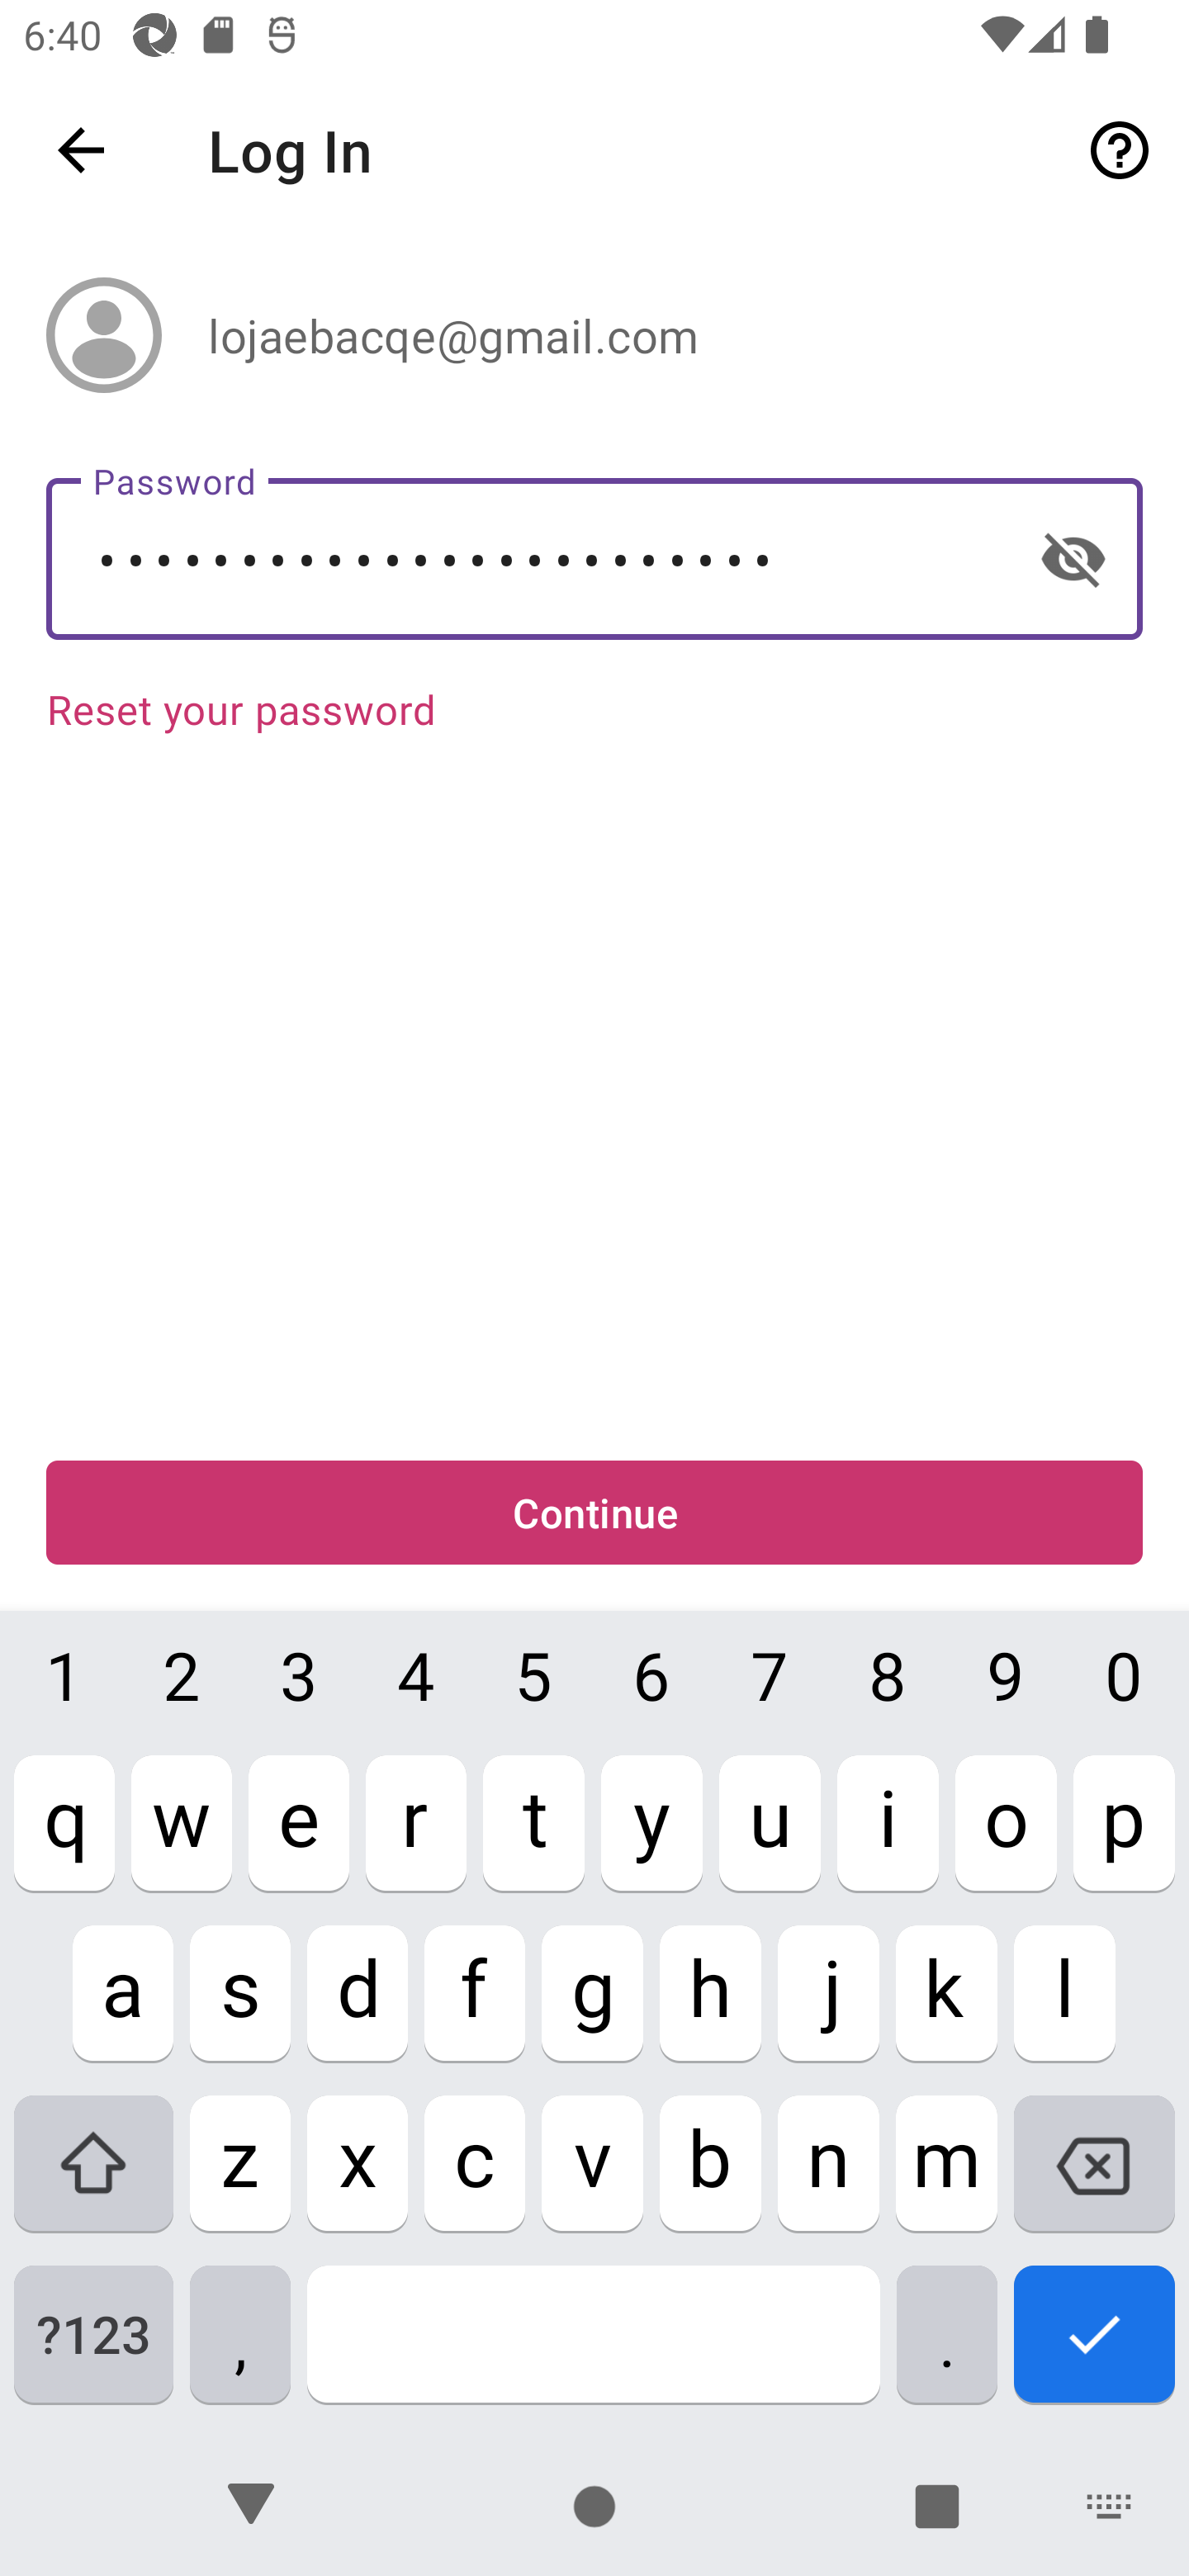 6:40
Log In
lojaebacqe@gmail.com
Password
••••••••••••••••••••••••
Reset your password
Continue
1 2 3 4 5 6 7 8 9 0
q w e r t y u i o p
a s d f g h j k l
z x c v b n m
?123 , .